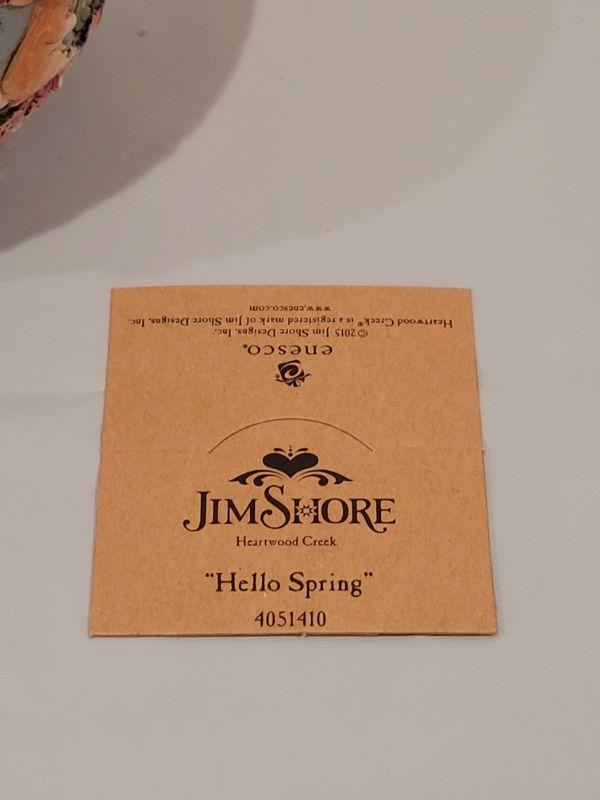 www.enesco.com
Heartwood Creek® is a registered mark of Jim Shore Designs, Inc.
©2015 Jim Shore Designs, Inc.
enesco.
JIM SHORE
Heartwood Creek
"Hello Spring"
4051410